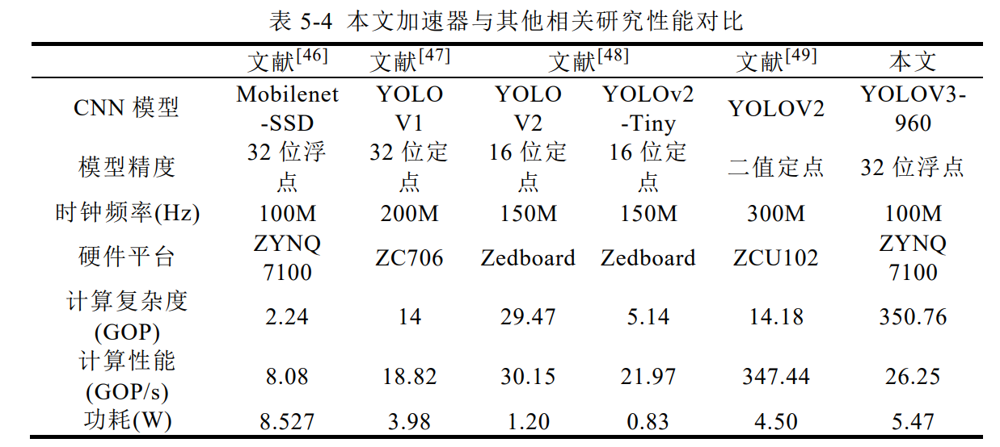 表 5-4 本文加速器与其他相关研究性能对比
文献[46] 文献[47] 文献[48] 文献[49] 本文
CNN 模型 Mobilenet-SSD YOLO V1 YOLO V2 YOLOv2-Tiny YOLOV2 YOLOV3-960
模型精度 32 位浮点 32 位定点 16 位定点 16 位定点 二值定点 32 位浮点
时钟频率(Hz) 100M 200M 150M 150M 300M 100M
硬件平台 ZYNQ 7100 ZC706 Zedboard Zedboard ZCU102 ZYNQ 7100
计算复杂度(GOP) 2.24 14 29.47 5.14 14.18 350.76
计算性能(GOP/s) 8.08 18.82 30.15 21.97 347.44 26.25
功耗(W) 8.527 3.98 1.20 0.83 4.50 5.47